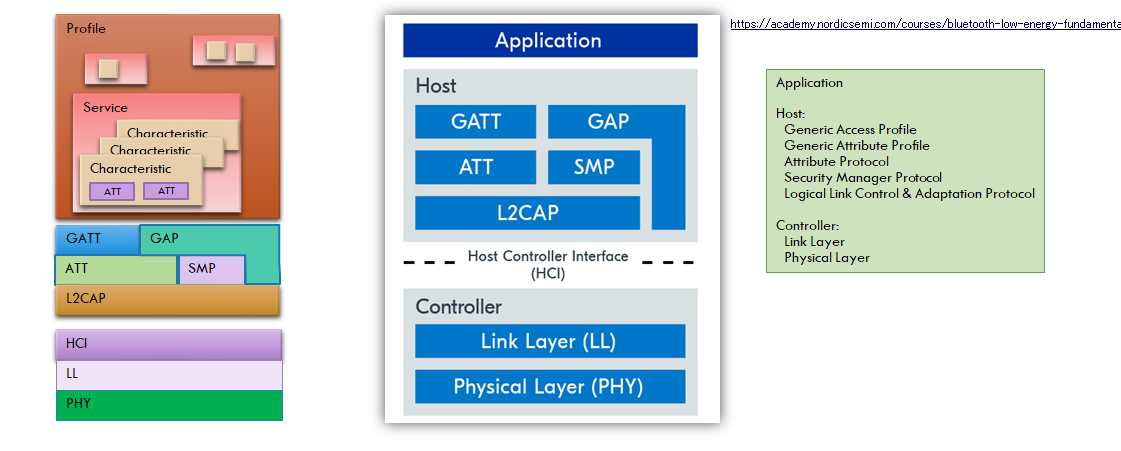 Profile
Service
Characteristic
Characteristic
Characteristic
ATT ATT
GATT GAP
ATT SMP
L2CAP
HCI
LL
PHY
Application
Host
GATT GAP
ATT SMP
L2CAP
Host Controller Interface
(HCI)
Controller
Link Layer (LL)
Physical Layer (PHY)
https://academy.nordicsemi.com/courses/bluetooth-low-energy-fundamenta
Application
Host:
Generic Access Profile
Generic Attribute Profile
Attribute Protocol
Security Manager Protocol
Logical Link Control & Adaptation Protocol
Controller:
Link Layer
Physical Layer